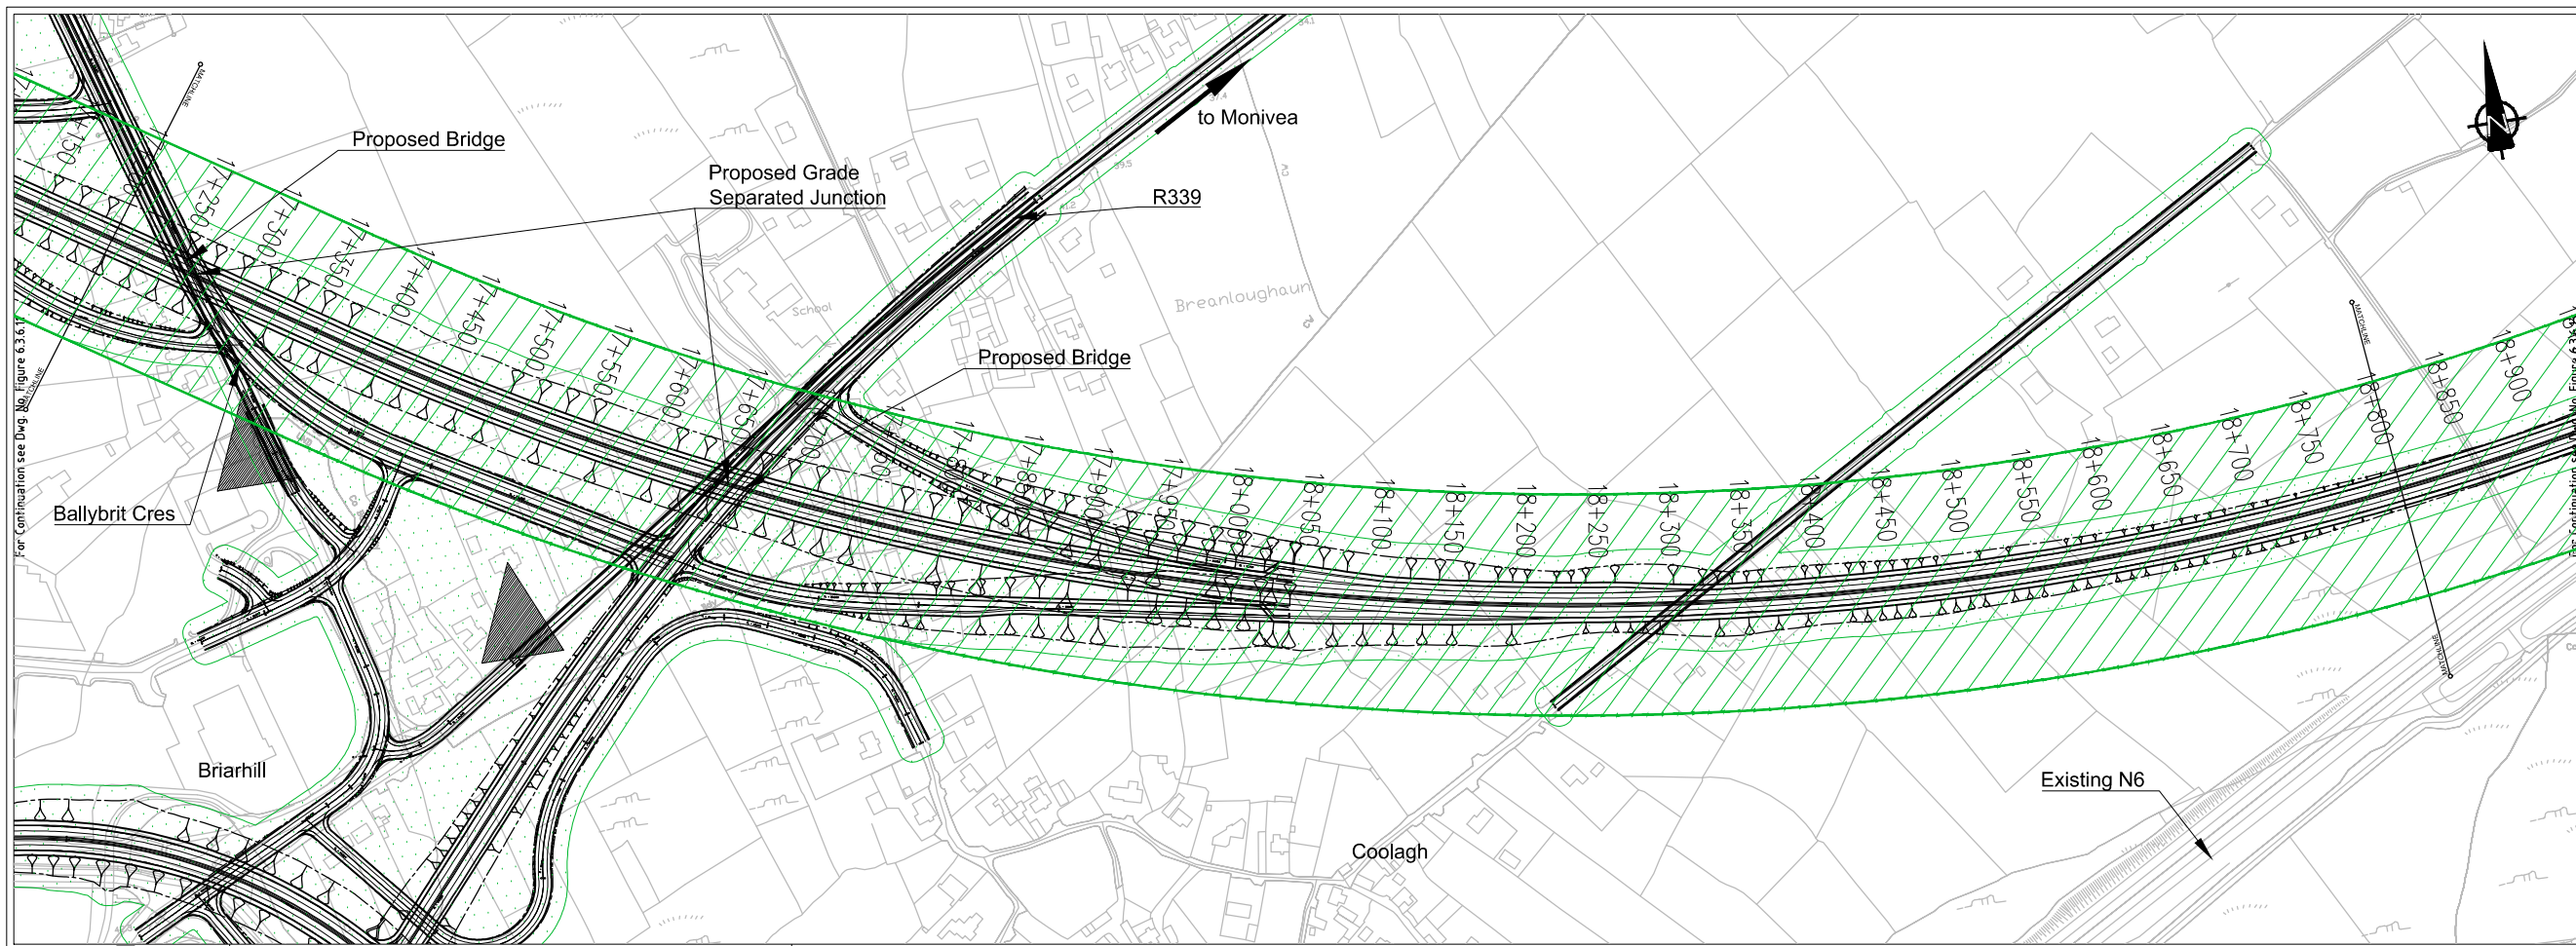 Proposed Bridge
Proposed Grade
Separated Junction
to Monivea
R339
Proposed Bridge
Ballybrit Cres
Briarhill
Coolagh
Existing N6
School
Breanloughaun
MATCHLINE
MATCHLINE
MATCHLINE
MATCHLINE
N
17+250
17+300
17+350
17+400
17+450
17+500
17+550
17+600
17+650
17+900
17+950
18+000
18+050
18+100
18+150
18+200
18+250
18+300
18+350
18+400
18+450
18+500
18+550
18+600
18+650
18+700
18+750
18+800
18+850
18+900
39.5
For Continuation see Dwg. No. Figure 6.3.6.1